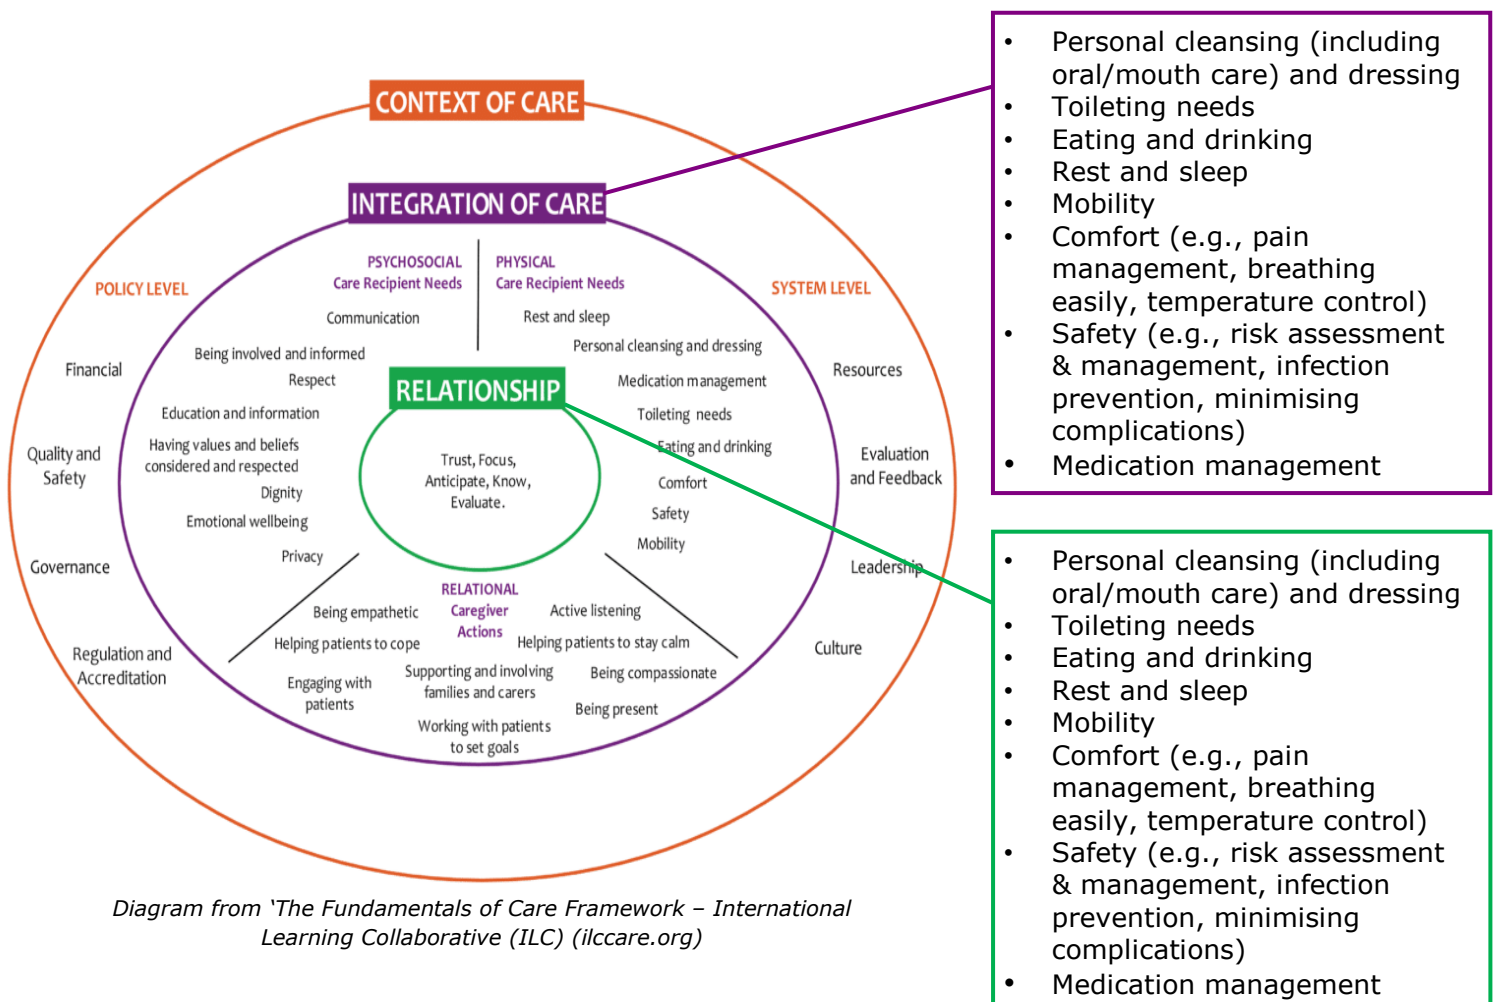 CONTEXT OF CARE
INTEGRATION OF CARE
PSYCHOSOCIAL
Care Recipient Needs
PHYSICAL
Care Recipient Needs
POLICY LEVEL
SYSTEM LEVEL
Communication
Being involved and informed
Respect
Education and information
Having values and beliefs
considered and respected
Dignity
Emotional wellbeing
Privacy
Rest and sleep
Personal cleansing and dressing
Medication management
Toileting needs
Eating and drinking
Comfort
Safety
Mobility
RELATIONSHIP
Trust, Focus,
Anticipate, Know,
Evaluate.
RELATIONAL
Caregiver
Actions
Being empathetic
Active listening
Helping patients to cope
Helping patients to stay calm
Engaging with
patients
Supporting and involving
families and carers
Being compassionate
Being present
Working with patients
to set goals
Financial
Quality and
Safety
Governance
Regulation and
Accreditation
Resources
Evaluation
and Feedback
Leadership
Culture
Diagram from ‘The Fundamentals of Care Framework – International
Learning Collaborative (ILC) (ilccare.org)
• Personal cleansing (including
oral/mouth care) and dressing
• Toileting needs
• Eating and drinking
• Rest and sleep
• Mobility
• Comfort (e.g., pain
management, breathing
easily, temperature control)
• Safety (e.g., risk assessment
& management, infection
prevention, minimising
complications)
• Medication management
• Personal cleansing (including
oral/mouth care) and dressing
• Toileting needs
• Eating and drinking
• Rest and sleep
• Mobility
• Comfort (e.g., pain
management, breathing
easily, temperature control)
• Safety (e.g., risk assessment
& management, infection
prevention, minimising
complications)
• Medication management